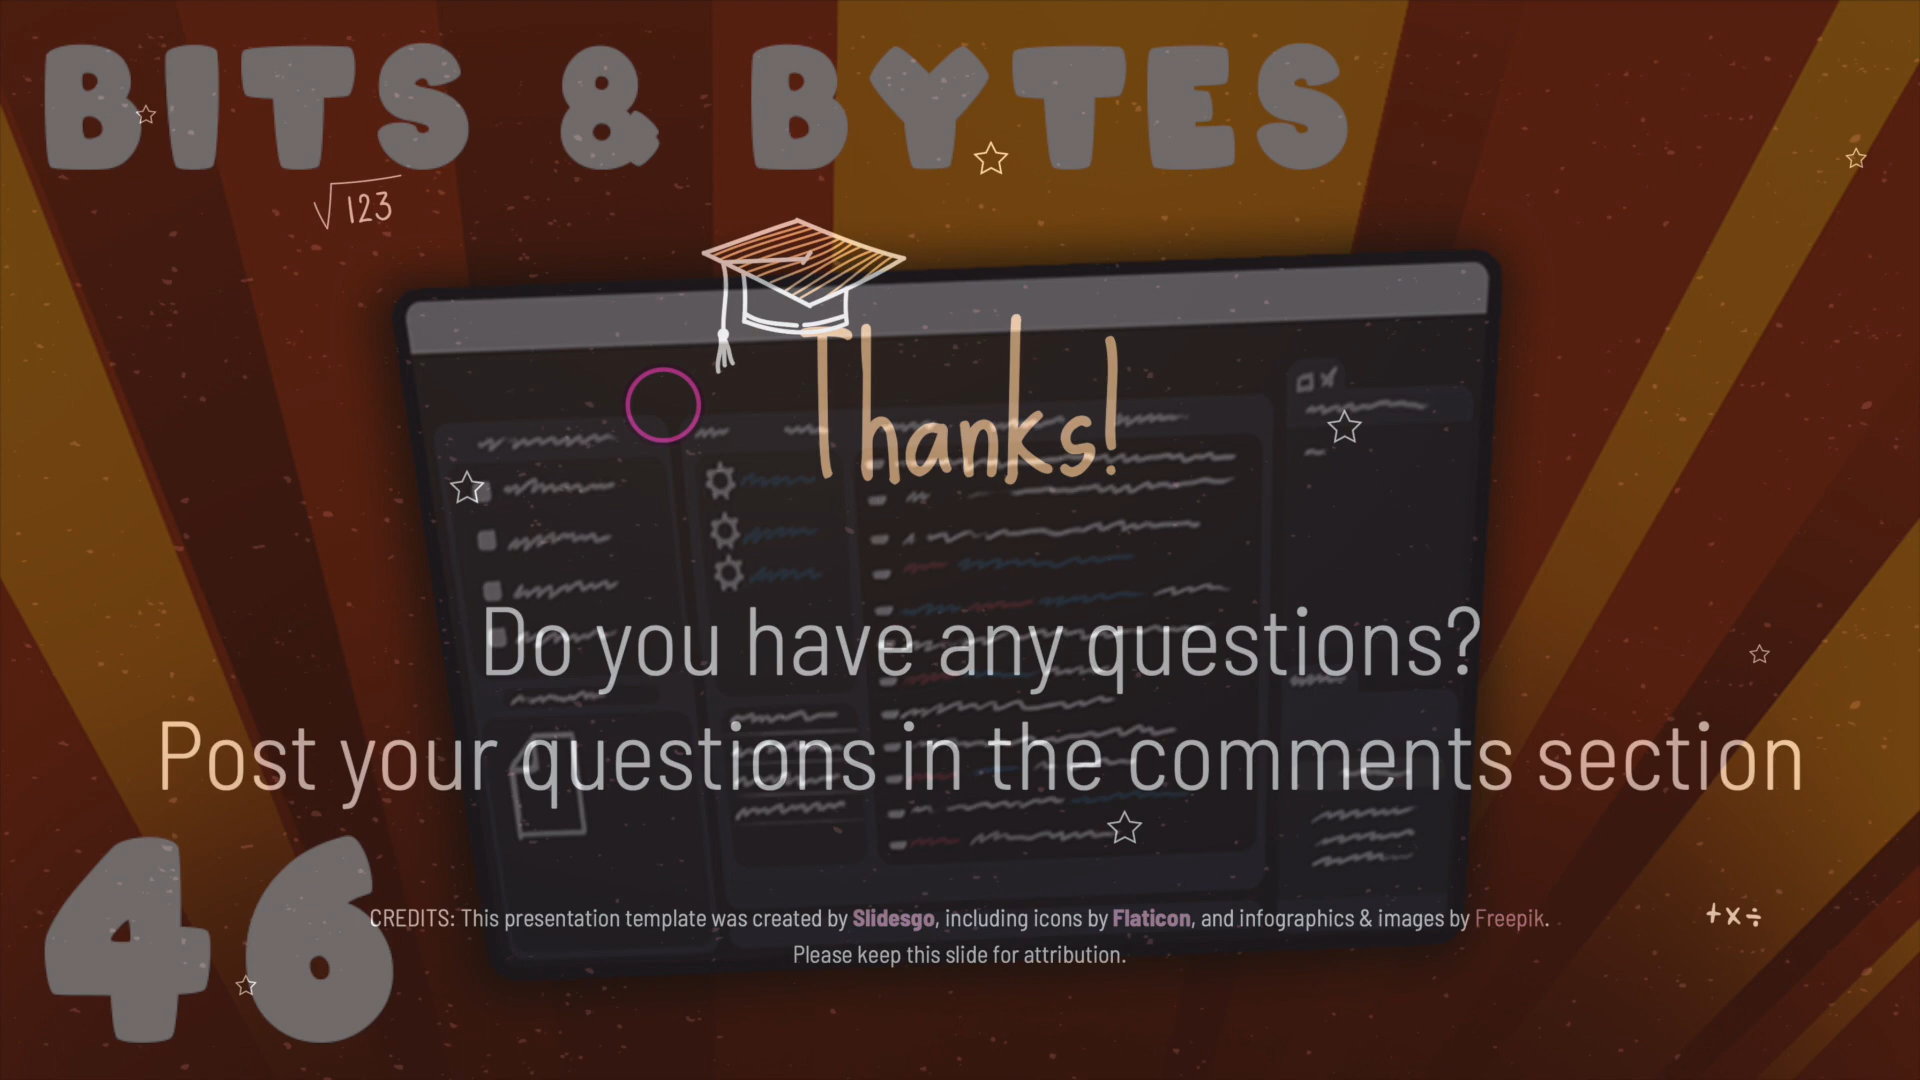 BITS & BYTES
√123
Thanks!
Do you have any questions?
Post your questions in the comments section
46
CREDITS: This presentation template was created by Slidesgo, including icons by Flaticon, and infographics & images by Freepik.
Please keep this slide for attribution.
+×÷